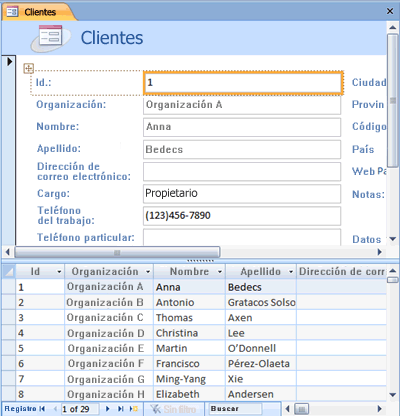 Clientes
Clientes
Id.: 1 Ciudad
Organización: Organización A Provin
Nombre: Anna Código
Apellido: Bedecs País
Dirección de
correo electrónico: Web Pa
Cargo: Propietario Notas:
Teléfono
del trabajo: (123)456-7890
Teléfono particular: Datos
Id Organización Nombre Apellido Dirección de corr
1 Organización A Anna Bedecs
2 Organización B Antonio Gratacos Solso
3 Organización C Thomas Axen
4 Organización D Christina Lee
5 Organización E Martin O'Donnell
6 Organización F Francisco Pérez-Olaeta
7 Organización G Ming-Yang Xie
8 Organización H Elizabeth Andersen
Registro 1 of 29 Sin filtro Buscar